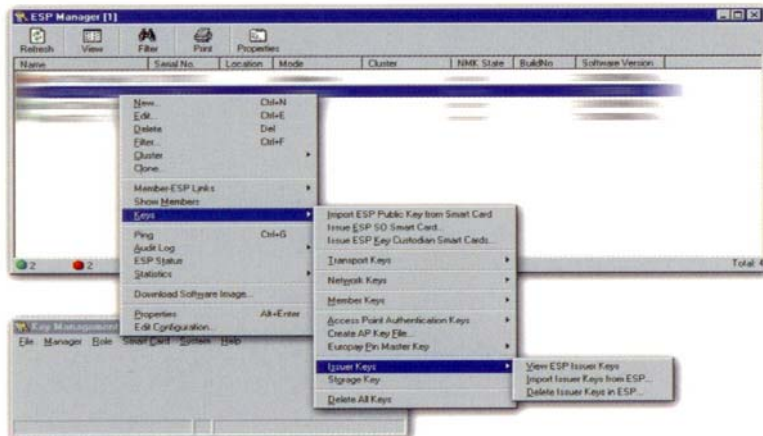 ESP Manager [1]
Refresh View Filter Print Properties
Name Serial No. Location Mode Cluster NMK State BuildNo Software Version
New... Ctrl+N
Edit... Ctrl+E
Delete Del
Filter... Ctrl+F
Cluster
Clone...
Member-ESP Links
Show Members
Keys
Ping Ctrl+G
Audit Log
ESP Status
Statistics
Download Software Image...
Properties Alt+Enter
Edit Configuration...
Import ESP Public Key from Smart Card
Issue ESP SO Smart Card...
Issue ESP Key Custodian Smart Cards...
Transport Keys
Network Keys
Member Keys
Access Point Authentication Keys
Create AP Key File...
Europay Pin Master Key
Issuer Keys
Storage Key
Delete All Keys
View ESP Issuer Keys
Import Issuer Keys from ESP...
Delete Issuer Keys in ESP...
2 2 Total: 4
Key Management
File Manager Role Smart Card System Help